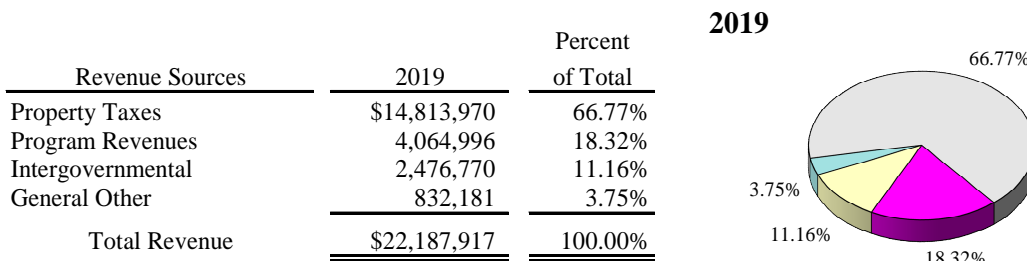 2019
Percent
Revenue Sources 2019 of Total
Property Taxes $14,813,970 66.77%
Program Revenues 4,064,996 18.32%
Intergovernmental 2,476,770 11.16%
General Other 832,181 3.75%
Total Revenue $22,187,917 100.00%
66.77%
3.75%
11.16%
18.32%